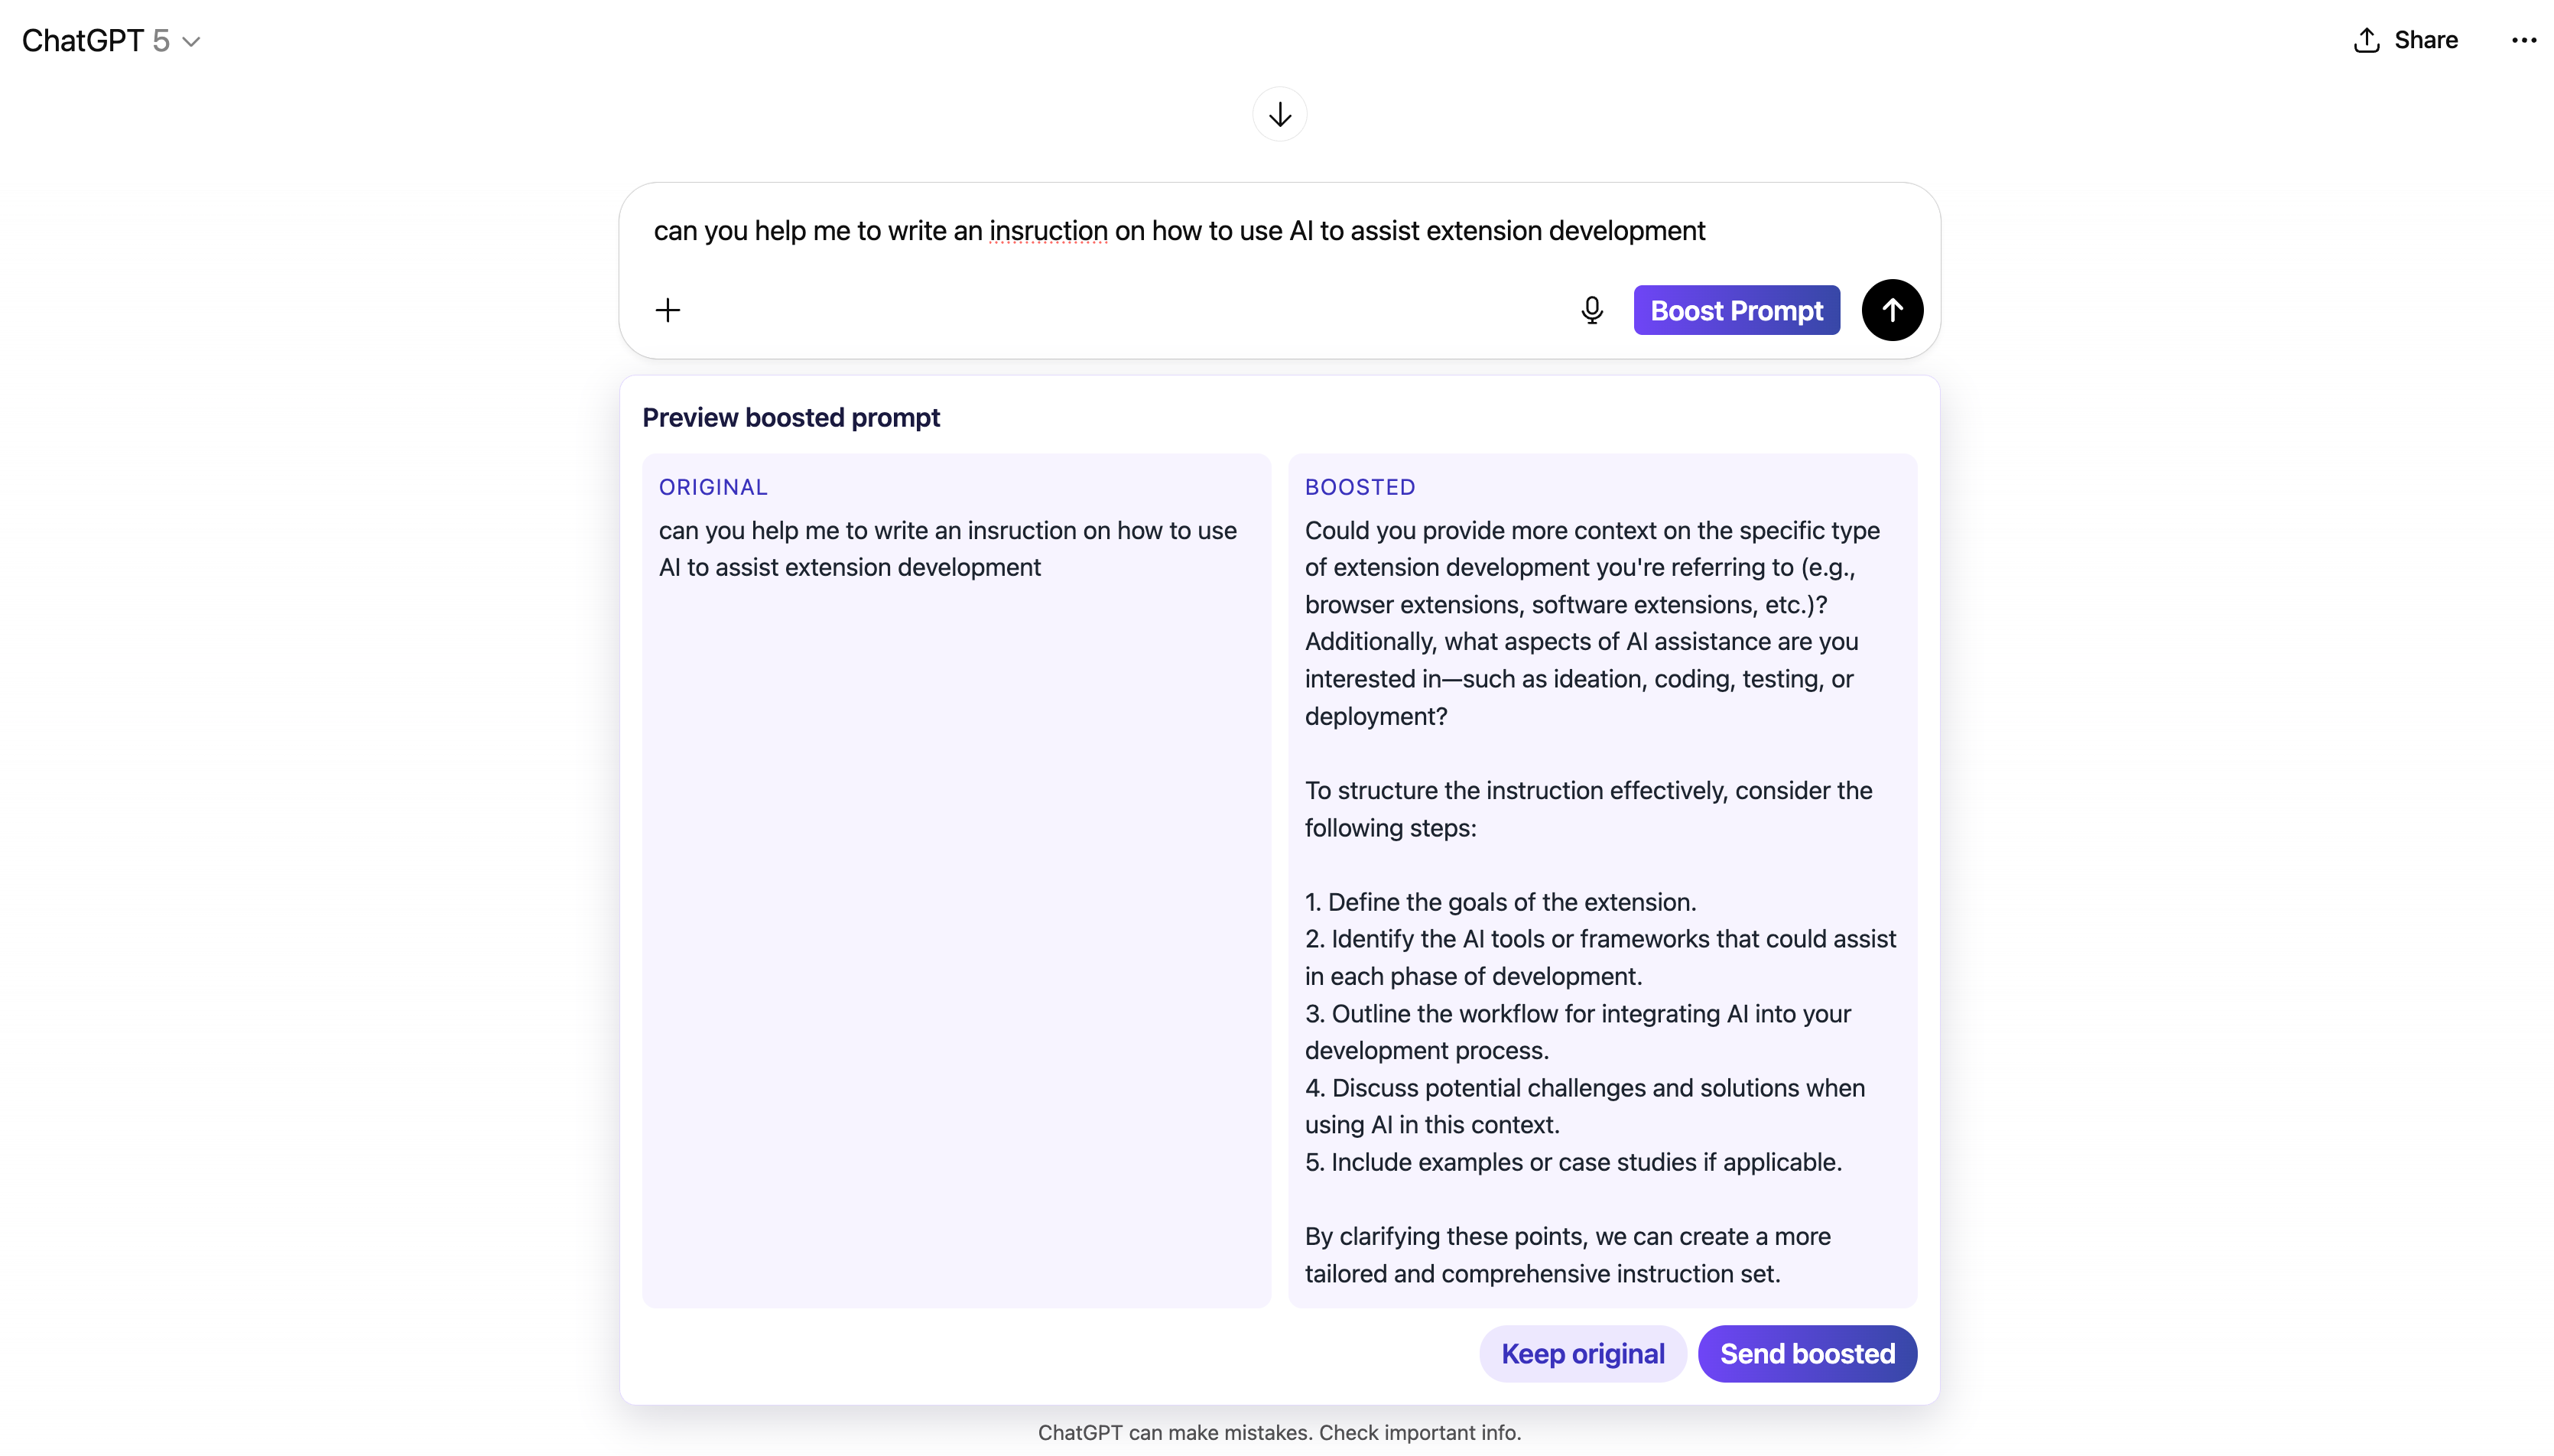 ChatGPT 5
Share
can you help me to write an insruction on how to use AI to assist extension development
Boost Prompt
Preview boosted prompt
ORIGINAL
can you help me to write an insruction on how to use
AI to assist extension development
BOOSTED
Could you provide more context on the specific type
of extension development you're referring to (e.g.,
browser extensions, software extensions, etc.)?
Additionally, what aspects of AI assistance are you
interested in—such as ideation, coding, testing, or
deployment?
To structure the instruction effectively, consider the
following steps:
1. Define the goals of the extension.
2. Identify the AI tools or frameworks that could assist
in each phase of development.
3. Outline the workflow for integrating AI into your
development process.
4. Discuss potential challenges and solutions when
using AI in this context.
5. Include examples or case studies if applicable.
By clarifying these points, we can create a more
tailored and comprehensive instruction set.
Keep original
Send boosted
ChatGPT can make mistakes. Check important info.